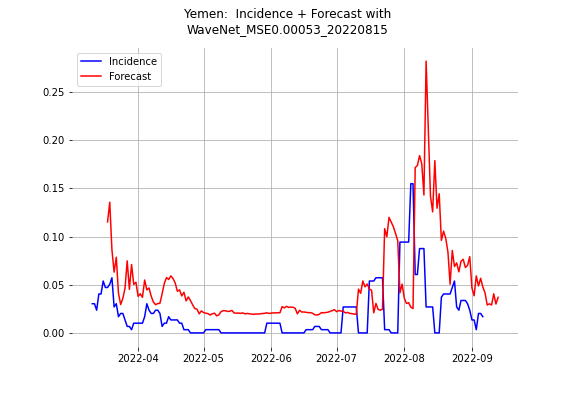 Yemen:  Incidence + Forecast with
WaveNet_MSE0.00053_20220815
Incidence
Forecast
0.25
0.20
0.15
0.10
0.05
0.00
2022-04 2022-05 2022-06 2022-07 2022-08 2022-09